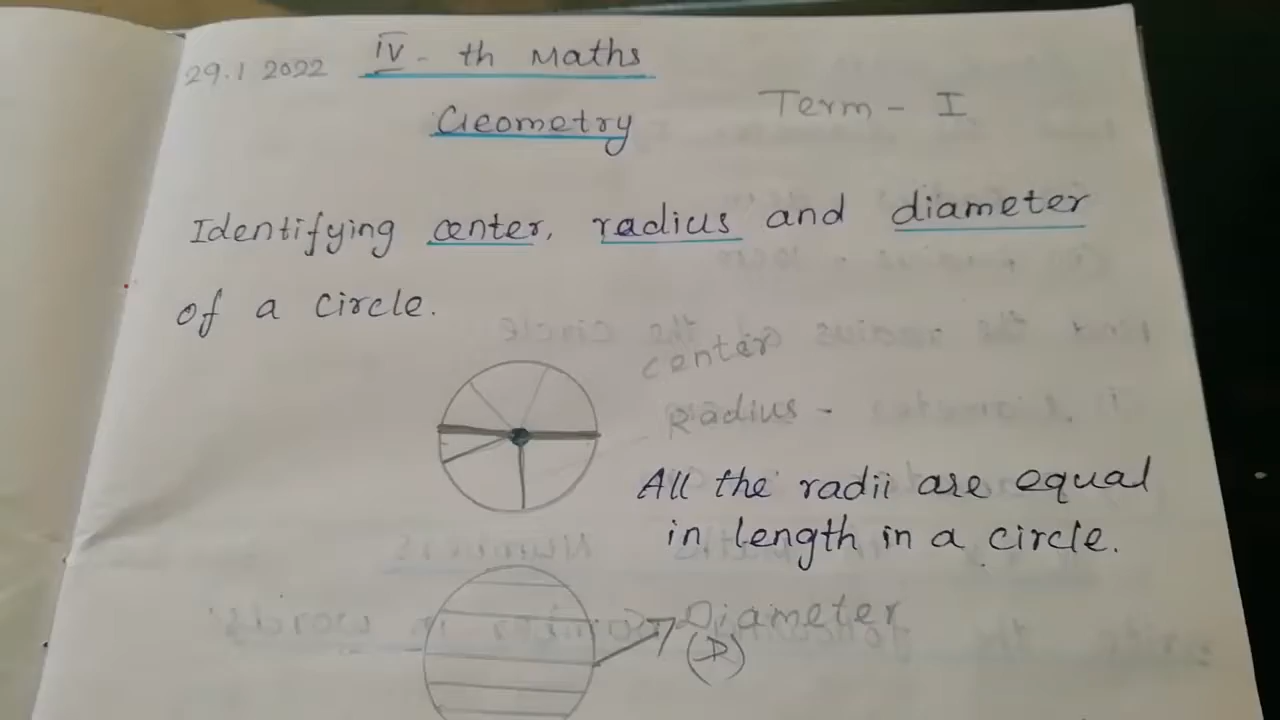 29.1 2022 IV - th Maths
Geometry
Term - I
Identifying center, radius and diameter
of a circle.
center
Radius -
All the radii are equal
in length in a circle.
Diameter
(D)